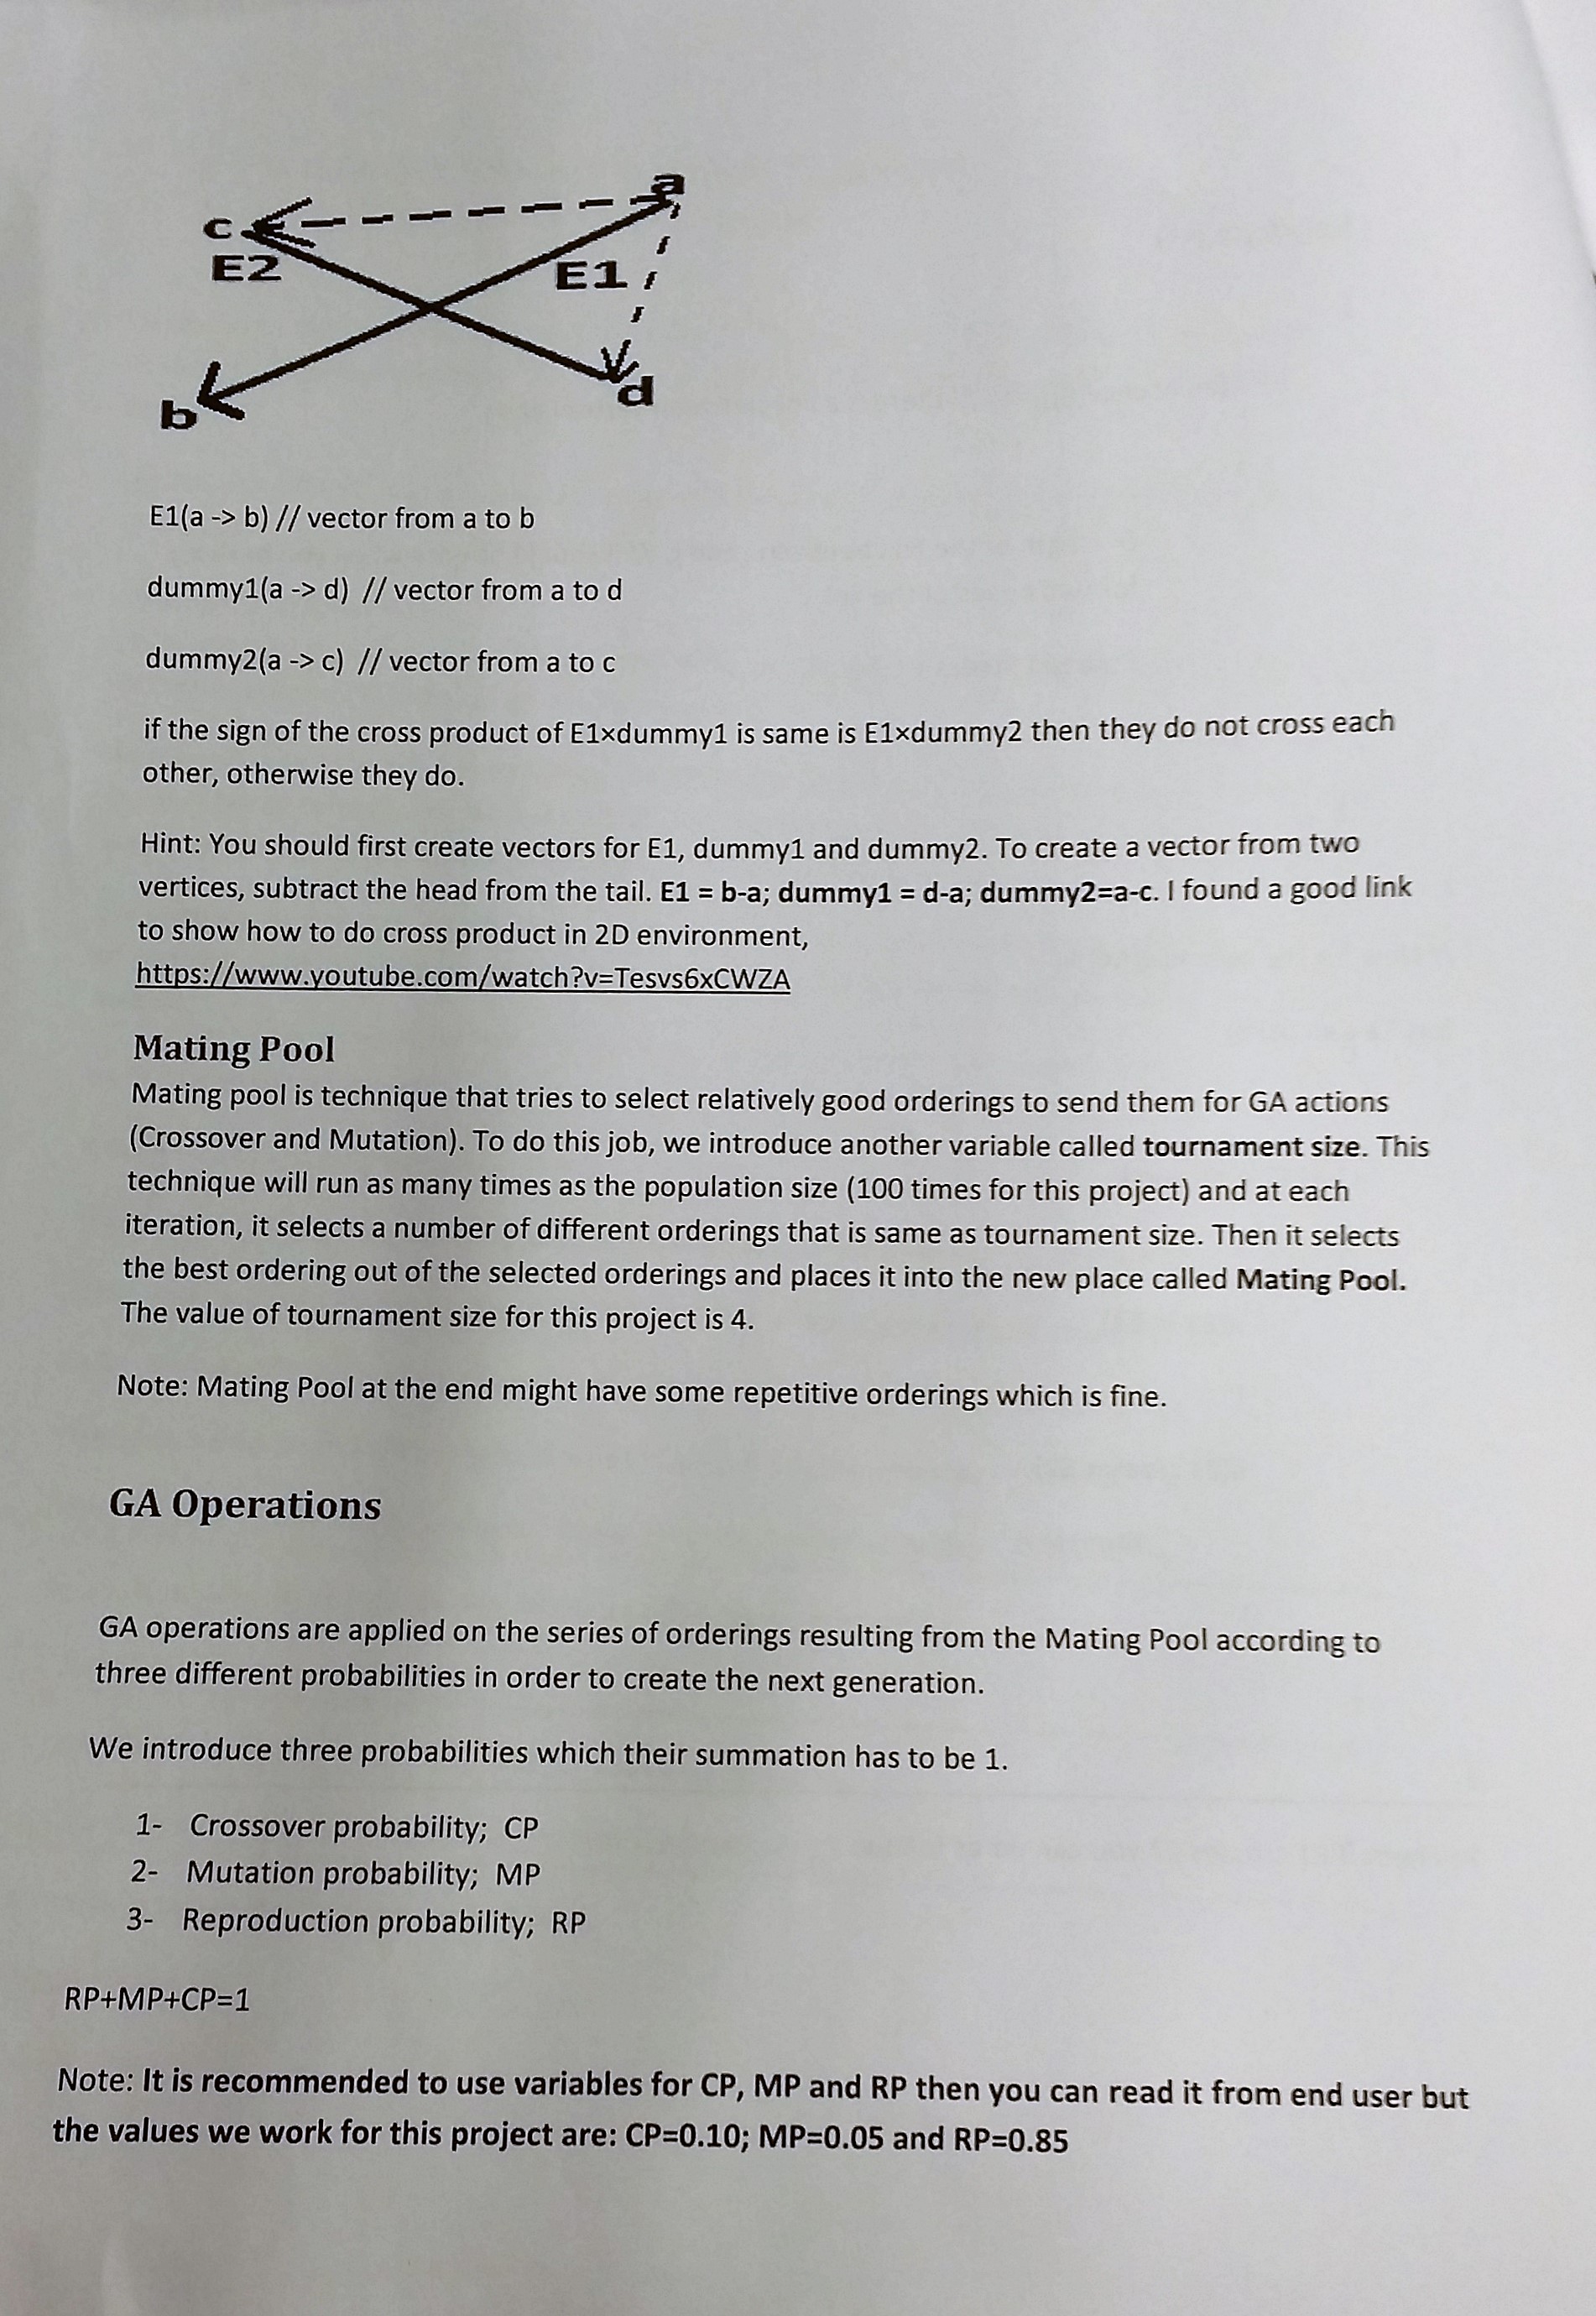 a
c
E2
E1
b
d
E1(a -> b) // vector from a to b
dummy1(a -> d) // vector from a to d
dummy2(a -> c) // vector from a to c
if the sign of the cross product of E1×dummy1 is same is E1×dummy2 then they do not cross each
other, otherwise they do.
Hint: You should first create vectors for E1, dummy1 and dummy2. To create a vector from two
vertices, subtract the head from the tail. E1 = b-a; dummy1 = d-a; dummy2=a-c. I found a good link
to show how to do cross product in 2D environment,
https://www.youtube.com/watch?v=Tesvs6xCWZA
Mating Pool
Mating pool is technique that tries to select relatively good orderings to send them for GA actions
(Crossover and Mutation). To do this job, we introduce another variable called tournament size. This
technique will run as many times as the population size (100 times for this project) and at each
iteration, it selects a number of different orderings that is same as tournament size. Then it selects
the best ordering out of the selected orderings and places it into the new place called Mating Pool.
The value of tournament size for this project is 4.
Note: Mating Pool at the end might have some repetitive orderings which is fine.
GA Operations
GA operations are applied on the series of orderings resulting from the Mating Pool according to
three different probabilities in order to create the next generation.
We introduce three probabilities which their summation has to be 1.
1- Crossover probability; CP
2- Mutation probability; MP
3- Reproduction probability; RP
RP+MP+CP=1
Note: It is recommended to use variables for CP, MP and RP then you can read it from end user but
the values we work for this project are: CP=0.10; MP=0.05 and RP=0.85